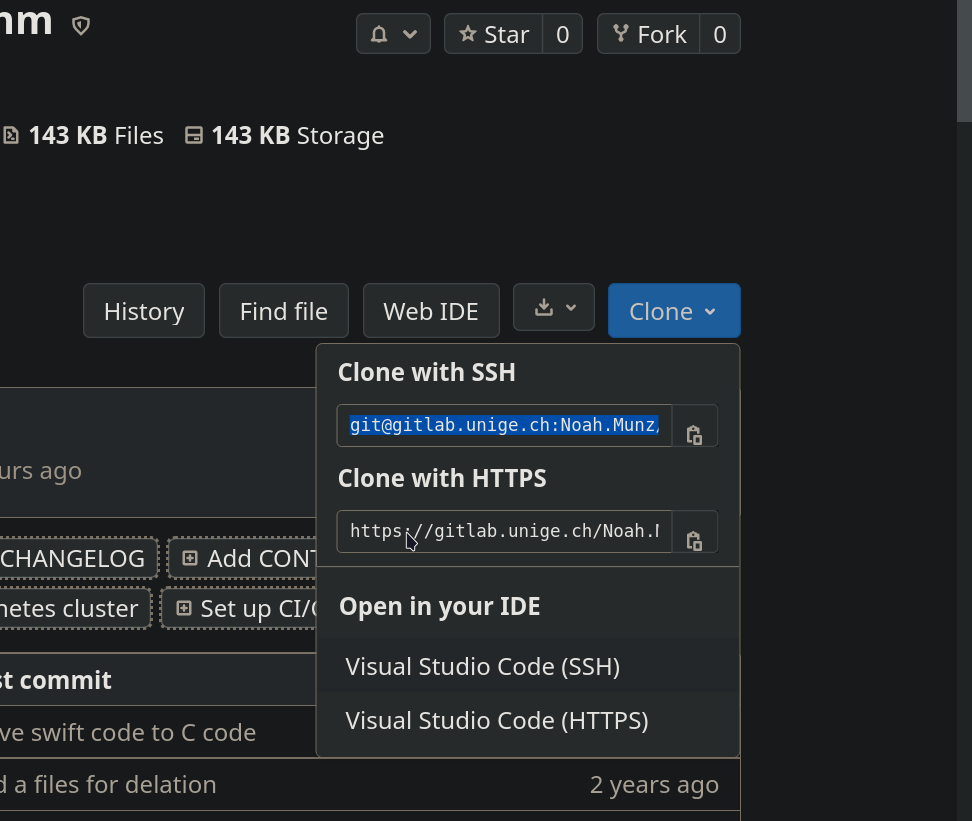 nm
Star 0 Fork 0
143 KB Files 143 KB Storage
History Find file Web IDE Clone
Clone with SSH
git@gitlab.unige.ch:Noah.Munz/
urs ago
Clone with HTTPS
https://gitlab.unige.ch/Noah.M
CHANGELOG Add CONT
Open in your IDE
netes cluster Set up CI/C
Visual Studio Code (SSH)
st commit
Visual Studio Code (HTTPS)
ve swift code to C code
d a files for delation 2 years ago